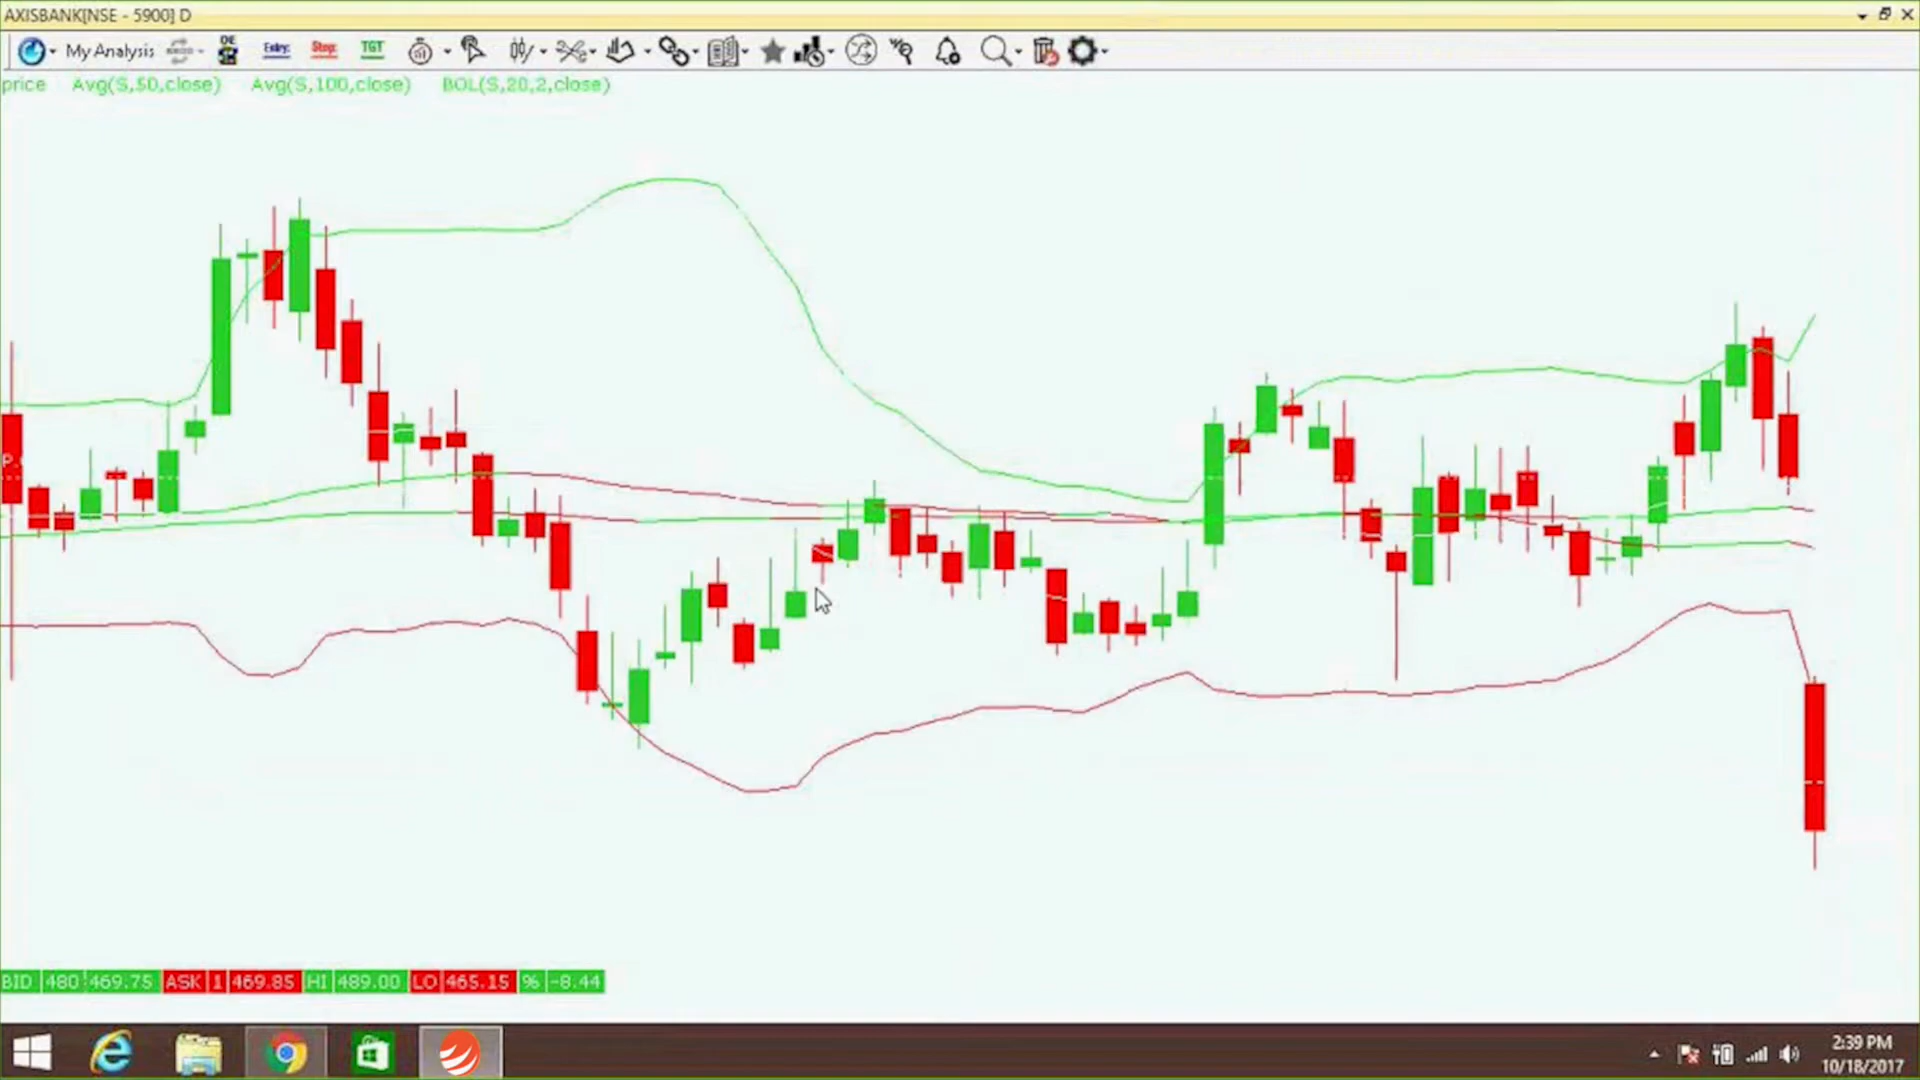 AXISBANK[NSE - 5900] D
My Analysis OE Entry Stop TGT
price Avg(S,50,close) Avg(S,100,close) BOL(S,20,2,close)
BID 480 469.75 ASK 1 469.85 HI 489.00 LO 465.15 % -8.44
2:39 PM
10/18/2017